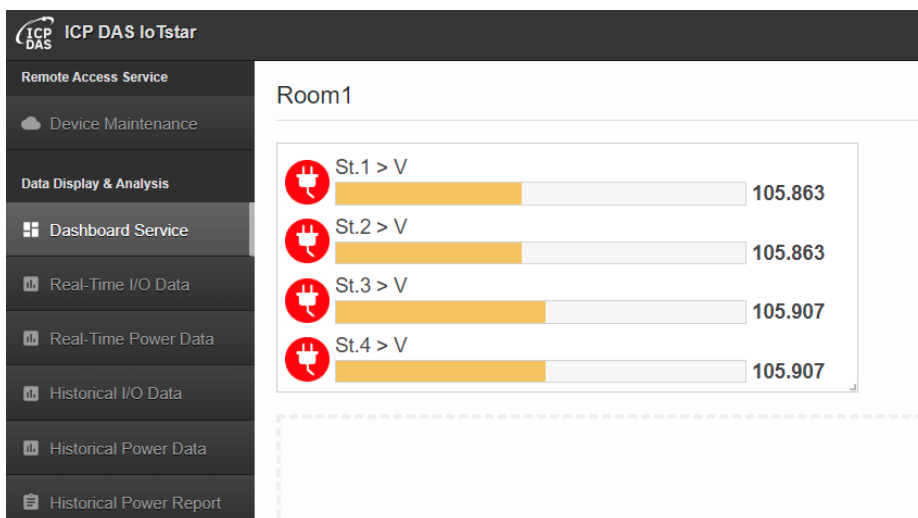 ICP DAS
ICP DAS IoTstar
Remote Access Service
Device Maintenance
Data Display & Analysis
Dashboard Service
Real-Time I/O Data
Real-Time Power Data
Historical I/O Data
Historical Power Data
Historical Power Report
Room1
St.1 > V
105.863
St.2 > V
105.863
St.3 > V
105.907
St.4 > V
105.907